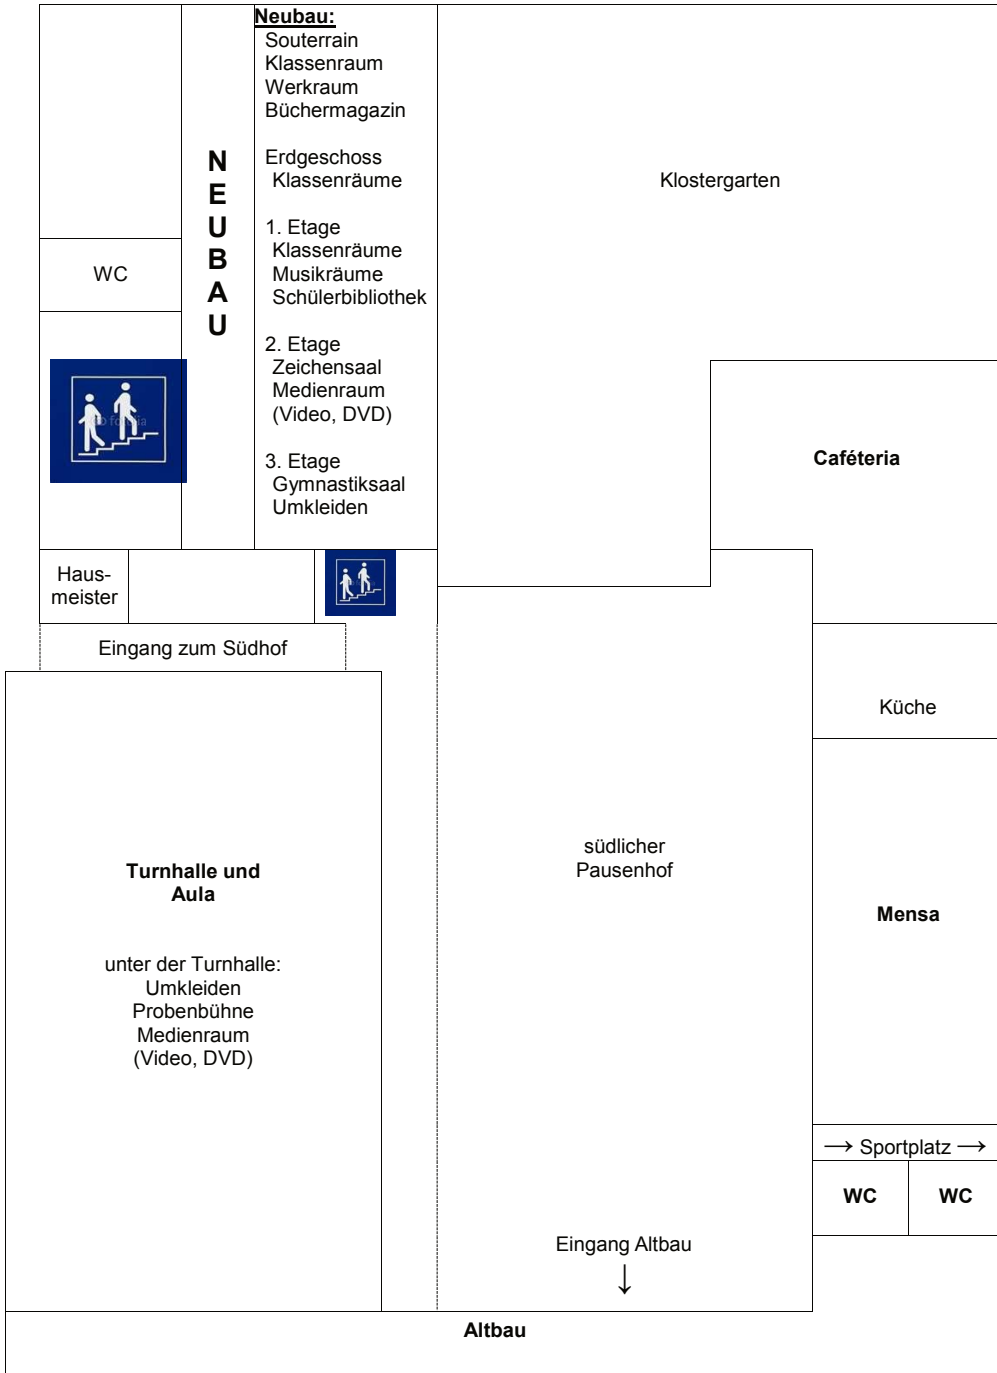 Neubau:
Souterrain
Klassenraum
Werkraum
Büchermagazin
Erdgeschoss
Klassenräume
1. Etage
Klassenräume
Musikräume
Schülerbibliothek
2. Etage
Zeichensaal
Medienraum
(Video, DVD)
3. Etage
Gymnastiksaal
Umkleiden
N
E
U
B
A
U
WC
Klostergarten
Caféteria
Haus-
meister
Eingang zum Südhof
Küche
Turnhalle und
Aula
unter der Turnhalle:
Umkleiden
Probenbühne
Medienraum
(Video, DVD)
südlicher
Pausenhof
Mensa
→ Sportplatz →
WC WC
Eingang Altbau
↓
Altbau